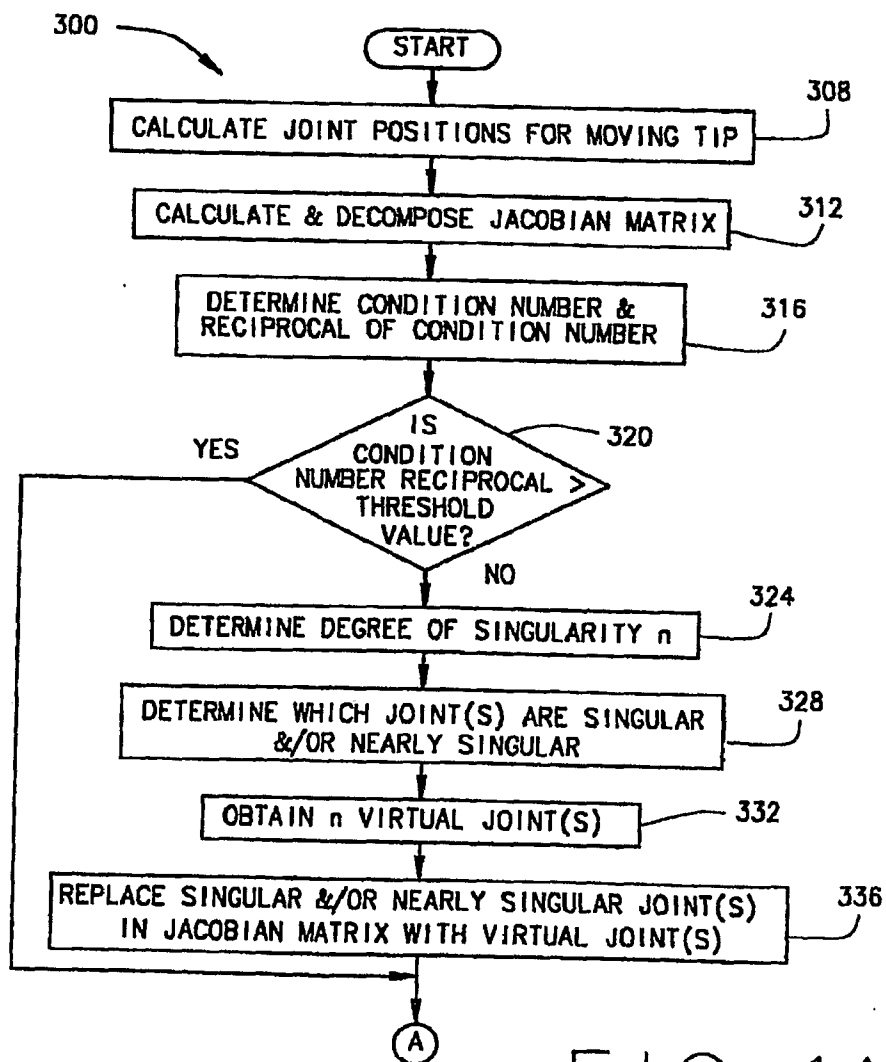 300
START
308
CALCULATE JOINT POSITIONS FOR MOVING TIP
312
CALCULATE & DECOMPOSE JACOBIAN MATRIX
316
DETERMINE CONDITION NUMBER &
RECIPROCAL OF CONDITION NUMBER
320
YES
IS
CONDITION
NUMBER RECIPROCAL >
THRESHOLD
VALUE?
NO
324
DETERMINE DEGREE OF SINGULARITY n
328
DETERMINE WHICH JOINT(S) ARE SINGULAR
&/OR NEARLY SINGULAR
332
OBTAIN n VIRTUAL JOINT(S)
336
REPLACE SINGULAR &/OR NEARLY SINGULAR JOINT(S)
IN JACOBIAN MATRIX WITH VIRTUAL JOINT(S)
A